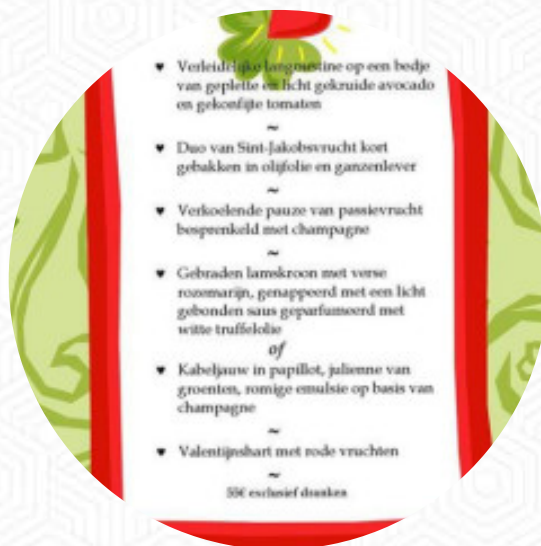 ♥ Verleidelijke langoustine op een bedje
van geplette en licht gekruide avocado
en gekonfijte tomaten
~
♥ Duo van Sint-Jakobsvrucht kort
gebakken in olijfolie en ganzenlever
~
♥ Verkoelende pauze van passievrucht
besprenkeld met champagne
~
♥ Gebraden lamskroon met verse
rozemarijn, genappeerd met een licht
gebonden saus geparfumeerd met
witte truffelolie
of
♥ Kabeljauw in papillot, julienne van
groenten, romige emulsie op basis van
champagne
~
♥ Valentijnshart met rode vruchten
~
55€ exclusief dranken